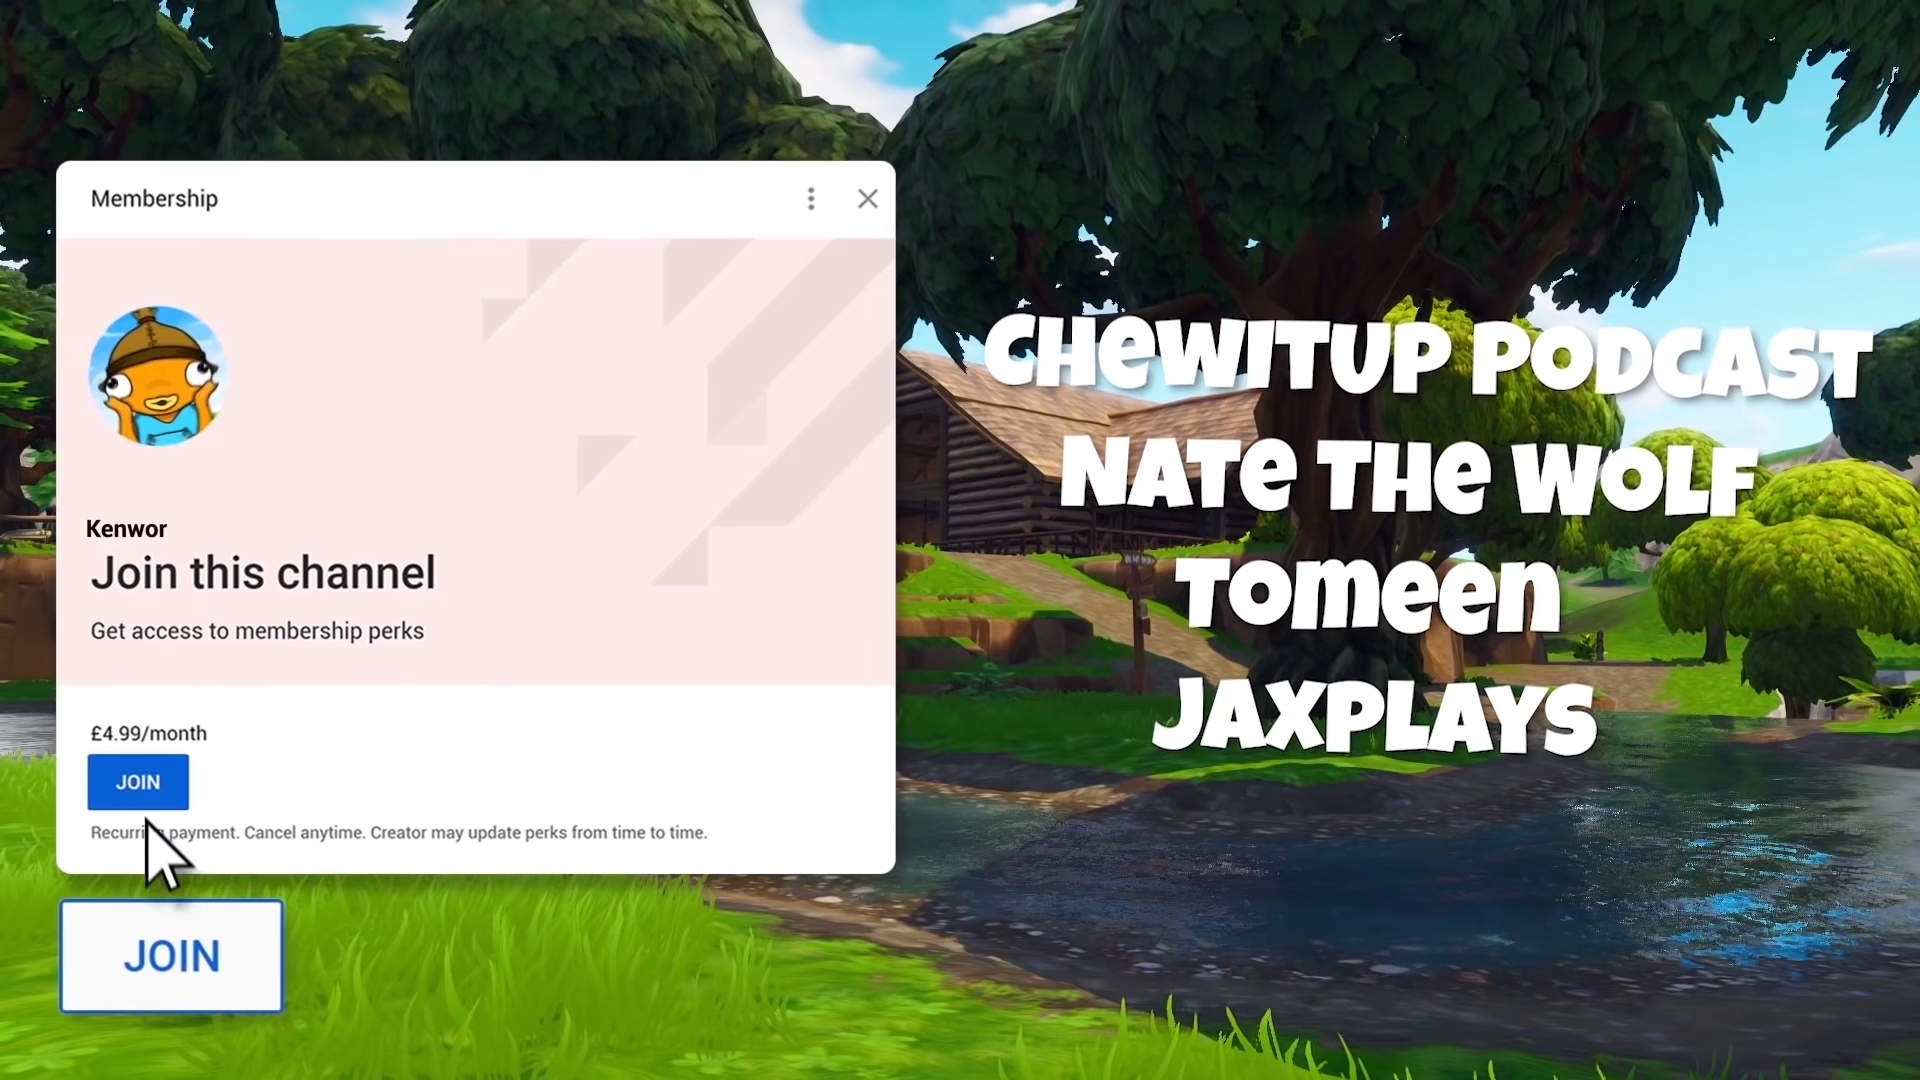 Membership
Kenwor
Join this channel
Get access to membership perks
£4.99/month
JOIN
Recurring payment. Cancel anytime. Creator may update perks from time to time.
JOIN
CHeWITUP PODCAST
NATe THe WOLF
TOmeen
JAXPLAYS